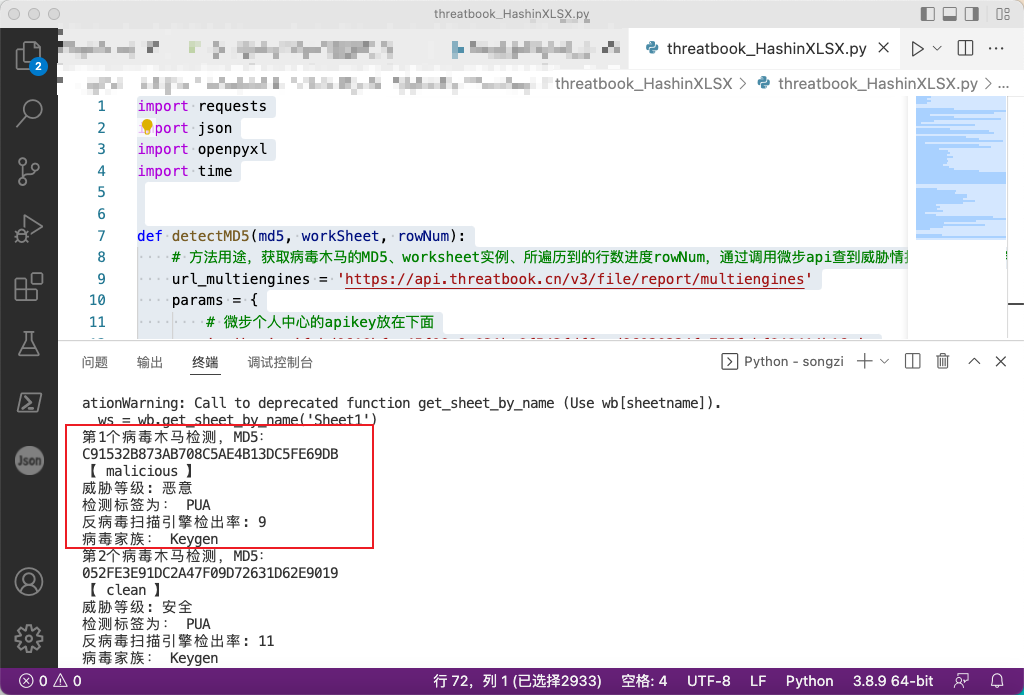 threatbook_HashinXLSX.py
threatbook_HashinXLSX.py
threatbook_HashinXLSX > threatbook_HashinXLSX.py > ...
2
1 import requests
2 import json
3 import openpyxl
4 import time
5
6
7 def detectMD5(md5, workSheet, rowNum):
8 # 方法用途，获取病毒木马的MD5、worksheet实例、所遍历到的行数进度rowNum，通过调用微步api查到威胁情
9 url_multiengines = 'https://api.threatbook.cn/v3/file/report/multiengines'
10 params = {
11 # 微步个人中心的apikey放在下面
问题 输出 终端 调试控制台 Python - songzi
ationWarning: Call to deprecated function get_sheet_by_name (Use wb[sheetname]).
ws = wb.get_sheet_by_name('Sheet1')
第1个病毒木马检测，MD5:
C91532B873AB708C5AE4B13DC5FE69DB
【 malicious 】
威胁等级: 恶意
检测标签为： PUA
反病毒扫描引擎检出率: 9
病毒家族： Keygen
第2个病毒木马检测，MD5:
052FE3E91DC2A47F09D72631D62E9019
【 clean 】
威胁等级: 安全
检测标签为： PUA
反病毒扫描引擎检出率: 11
病毒家族： Keygen
Json
0 0 行 72，列 1 (已选择2933) 空格: 4 UTF-8 LF Python 3.8.9 64-bit